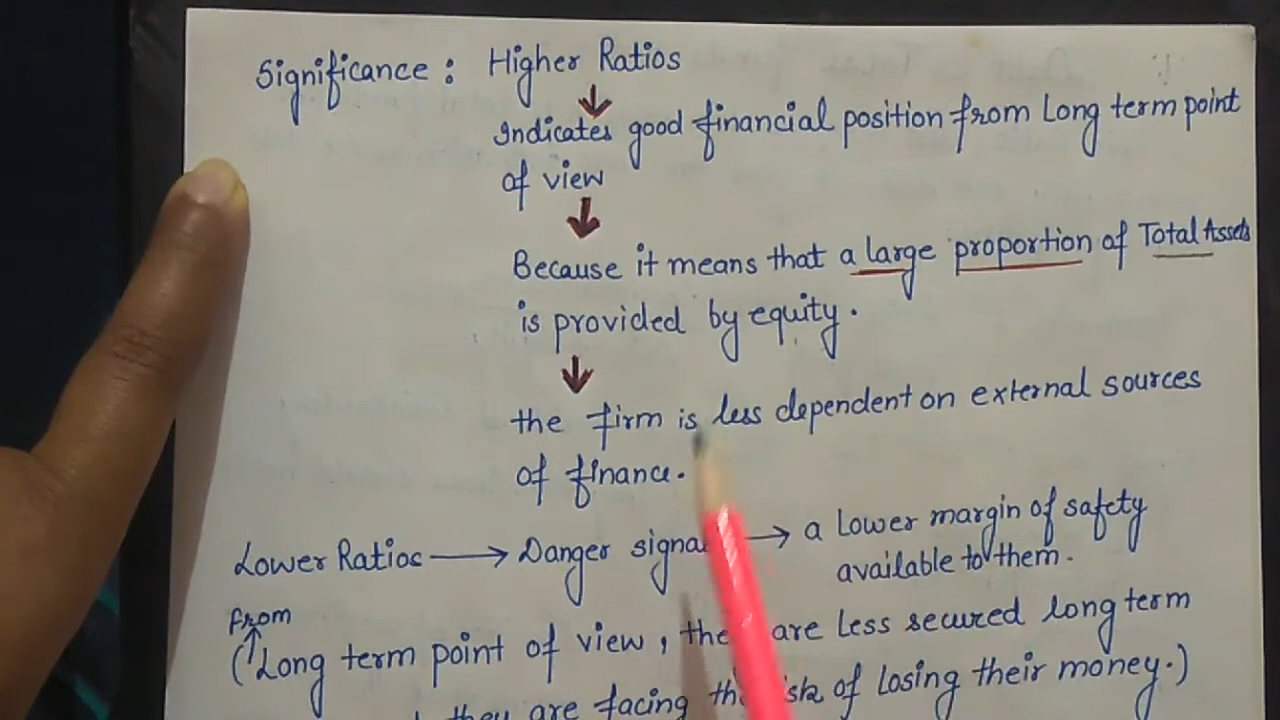 Significance : Higher Ratios
Indicates good financial position from Long term point
of view
Because it means that a large proportion of Total Assets
is provided by equity.
the firm is less dependent on external sources
of finance.
Lower Ratios → Danger signal → a Lower margin of safety
available to them.
from
(Long term point of view, they are Less secured long term
they are facing the risk of losing their money.)